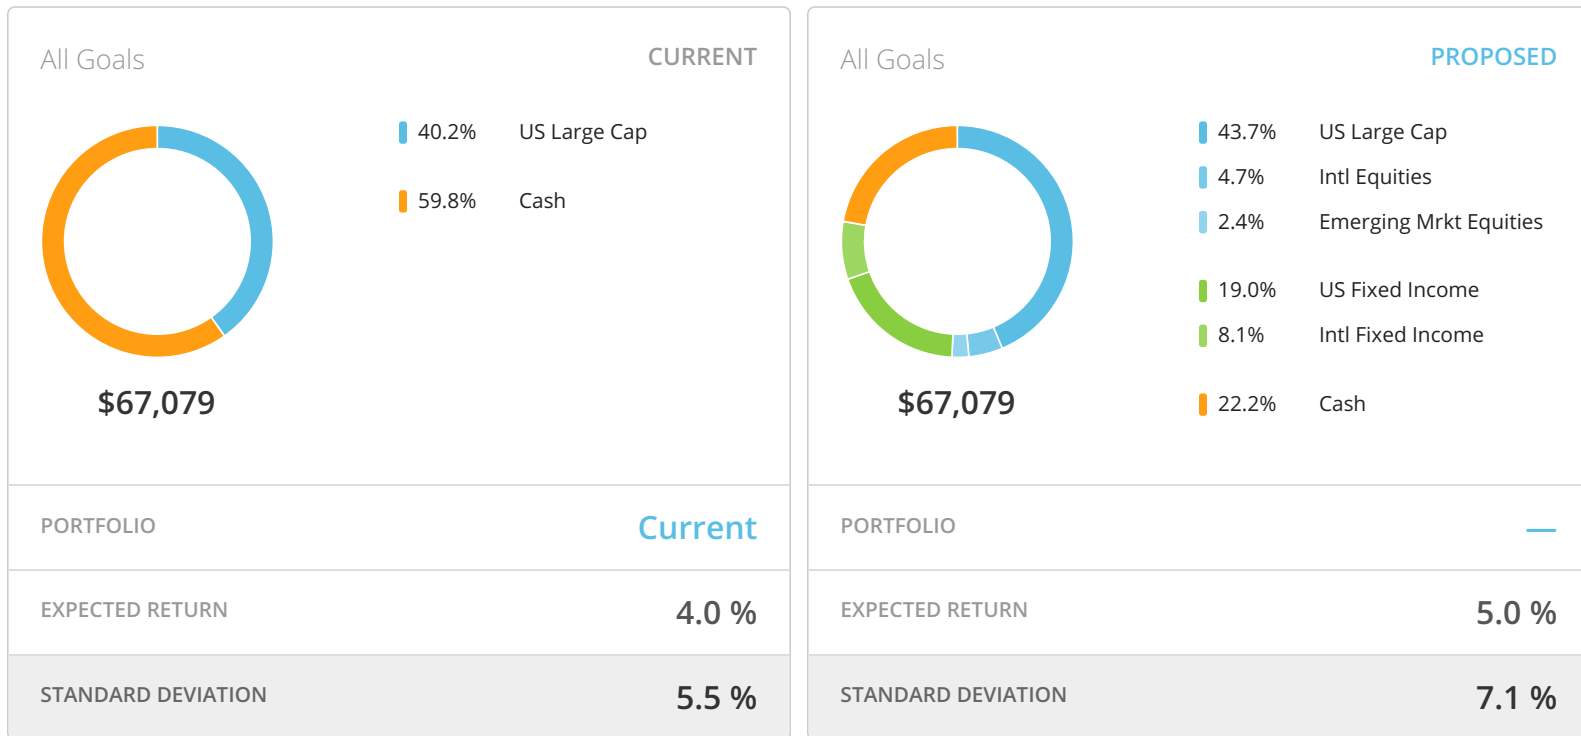 All Goals
CURRENT
40.2% US Large Cap
59.8% Cash
$67,079
PORTFOLIO
Current
EXPECTED RETURN
4.0 %
STANDARD DEVIATION
5.5 %
All Goals
PROPOSED
43.7% US Large Cap
4.7% Intl Equities
2.4% Emerging Mrkt Equities
19.0% US Fixed Income
8.1% Intl Fixed Income
22.2% Cash
$67,079
PORTFOLIO
—
EXPECTED RETURN
5.0 %
STANDARD DEVIATION
7.1 %